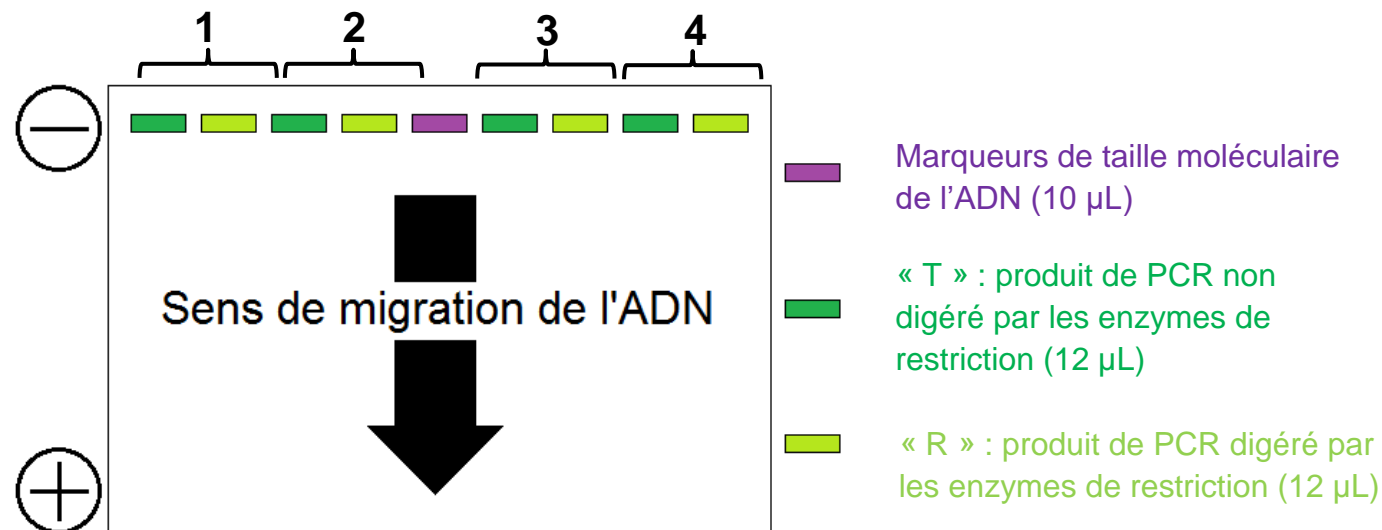 1 2 3 4
Marqueurs de taille moléculaire
de l'ADN (10 µL)
« T » : produit de PCR non
digéré par les enzymes de
restriction (12 µL)
Sens de migration de l'ADN
« R » : produit de PCR digéré par
les enzymes de restriction (12 µL)